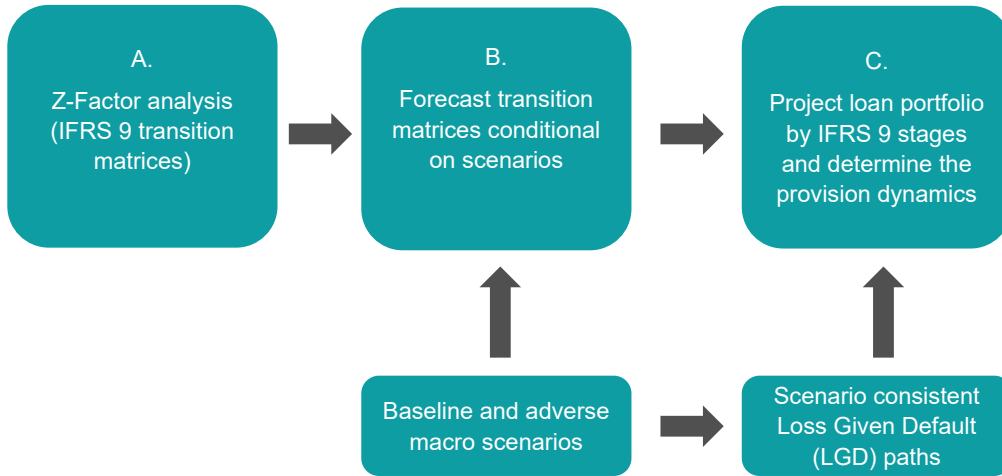 A.
Z-Factor analysis
(IFRS 9 transition
matrices)
B.
Forecast transition
matrices conditional
on scenarios
C.
Project loan portfolio
by IFRS 9 stages
and determine the
provision dynamics
Baseline and adverse
macro scenarios
Scenario consistent
Loss Given Default
(LGD) paths